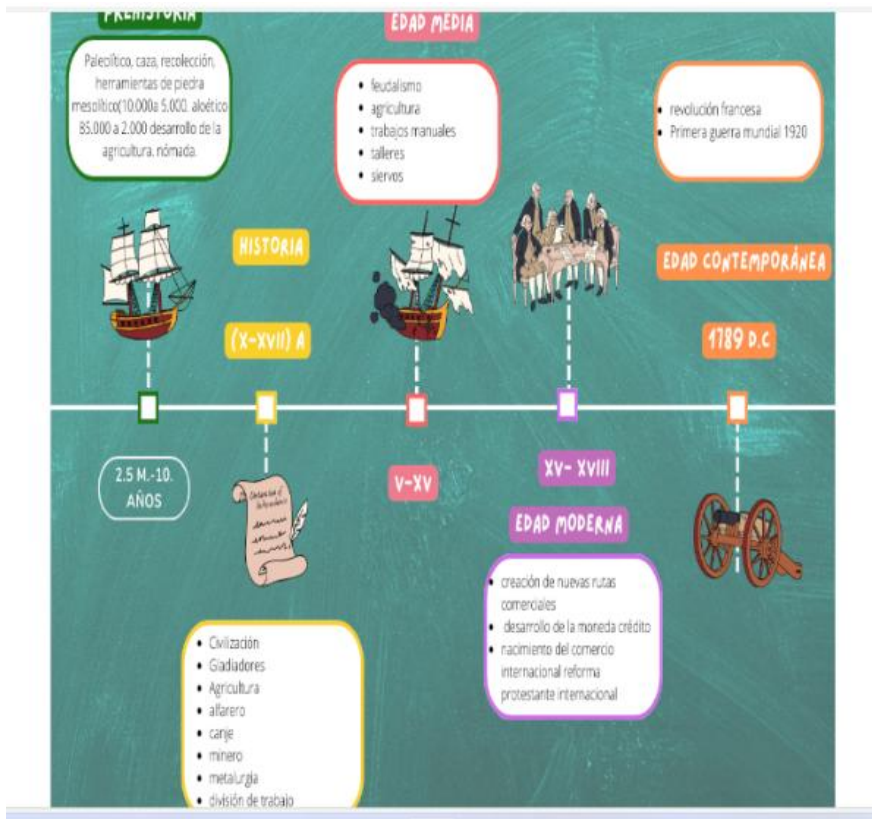 PREHISTORIA
Paleolítico, caza, recolección,
herramientas de piedra
mesolítico(10.000a 5.000. aloético
85.000 a 2.000 desarrollo de la
agricultura. nómada.
2.5 M.-10.
AÑOS
HISTORIA
(X-XVII) A
Declaration of
Independence
• Civilización
• Gladiadores
• Agricultura
• alfarero
• canje
• minero
• metalurgia
• división de trabajo
EDAD MEDIA
• feudalismo
• agricultura
• trabajos manuales
• talleres
• siervos
V-XV
XV- XVIII
EDAD MODERNA
• creación de nuevas rutas
comerciales
• desarrollo de la moneda crédito
• nacimiento del comercio
internacional reforma
protestante internacional
• revolución francesa
• Primera guerra mundial 1920
EDAD CONTEMPORÁNEA
1789 D.C